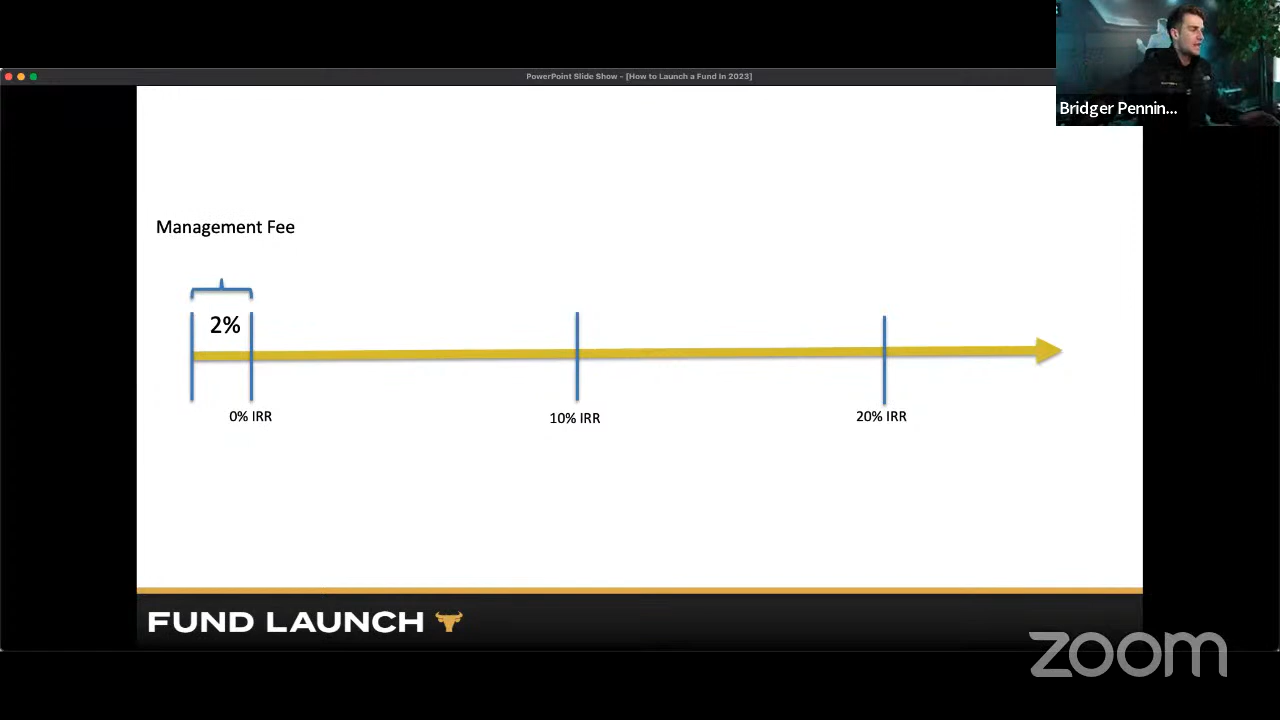 PowerPoint Slide Show - [How to Launch a Fund In 2023]
Bridger Pennin...
Management Fee
2%
0% IRR
10% IRR
20% IRR
FUND LAUNCH
zoom